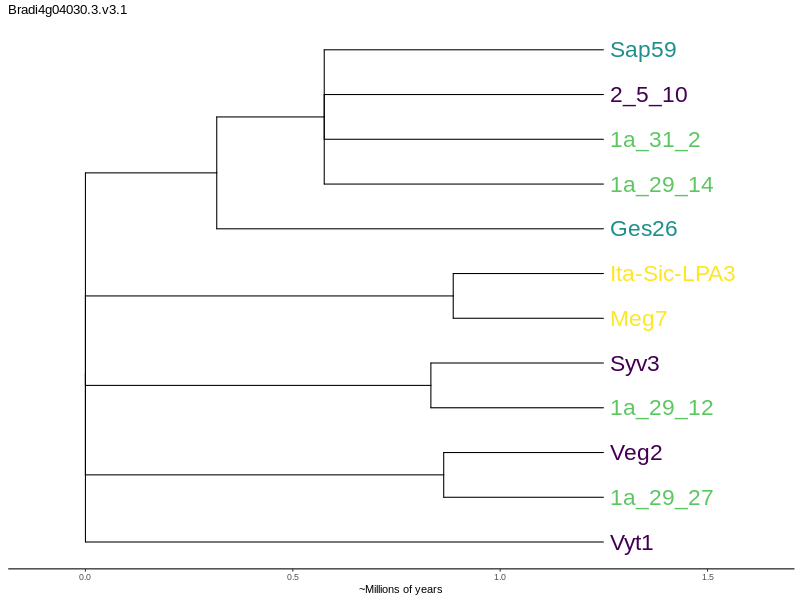 Bradi4g04030.3.v3.1
Sap59
2_5_10
1a_31_2
1a_29_14
Ges26
Ita-Sic-LPA3
Meg7
Syv3
1a_29_12
Veg2
1a_29_27
Vyt1
0.0 0.5 1.0 1.5
~Millions of years